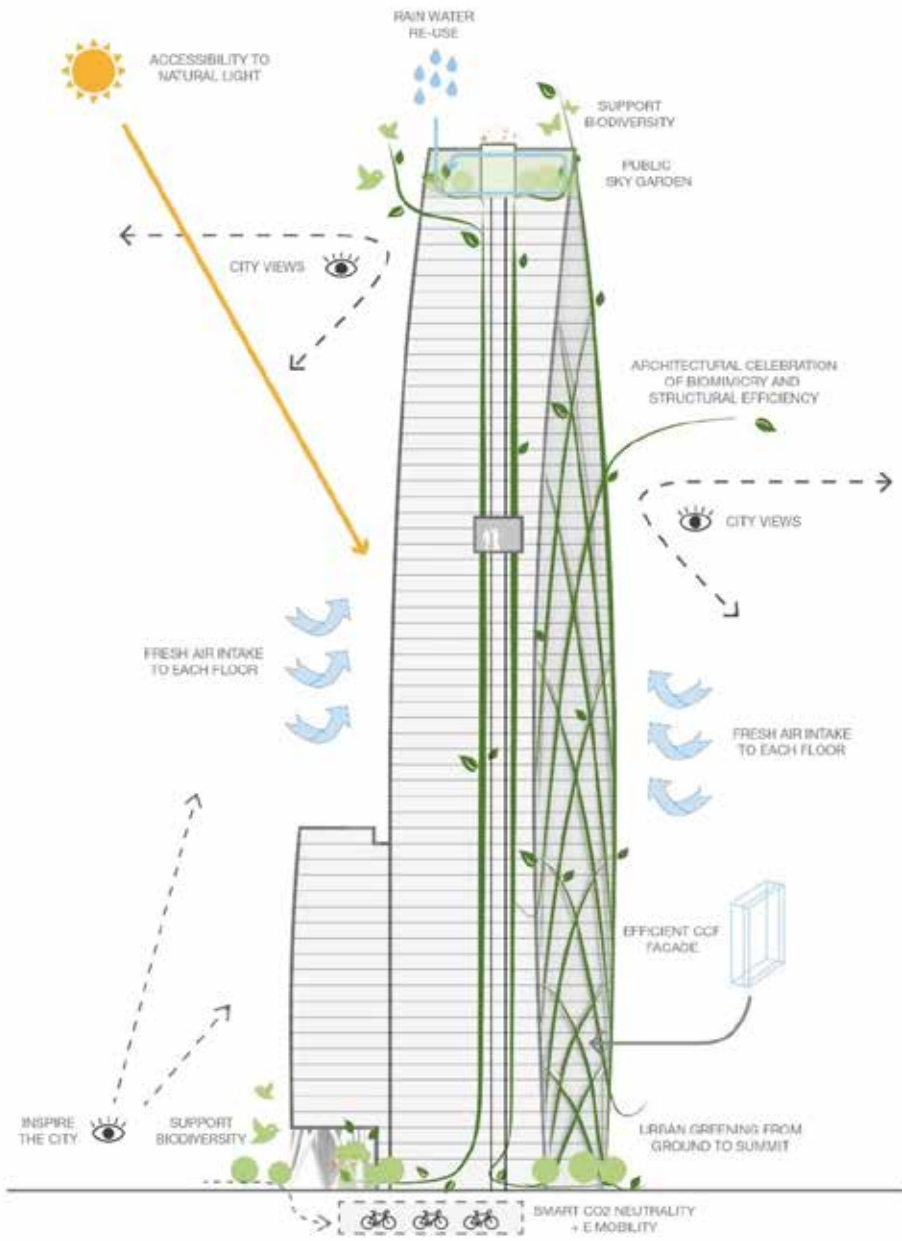 RAIN WATER
RE-USE
ACCESSIBILITY TO
NATURAL LIGHT
SUPPORT
BIODIVERSITY
PUBLIC
SKY GARDEN
CITY VIEWS
ARCHITECTURAL CELEBRATION
OF BIOMIMICRY AND
STRUCTURAL EFFICIENCY
CITY VIEWS
FRESH AIR INTAKE
TO EACH FLOOR
FRESH AIR INTAKE
TO EACH FLOOR
EFFICIENT CCF
FACADE
INSPIRE
THE CITY
SUPPORT
BIODIVERSITY
URBAN GREENING FROM
GROUND TO SUMMIT
SMART CO2 NEUTRALITY
+ E MOBILITY